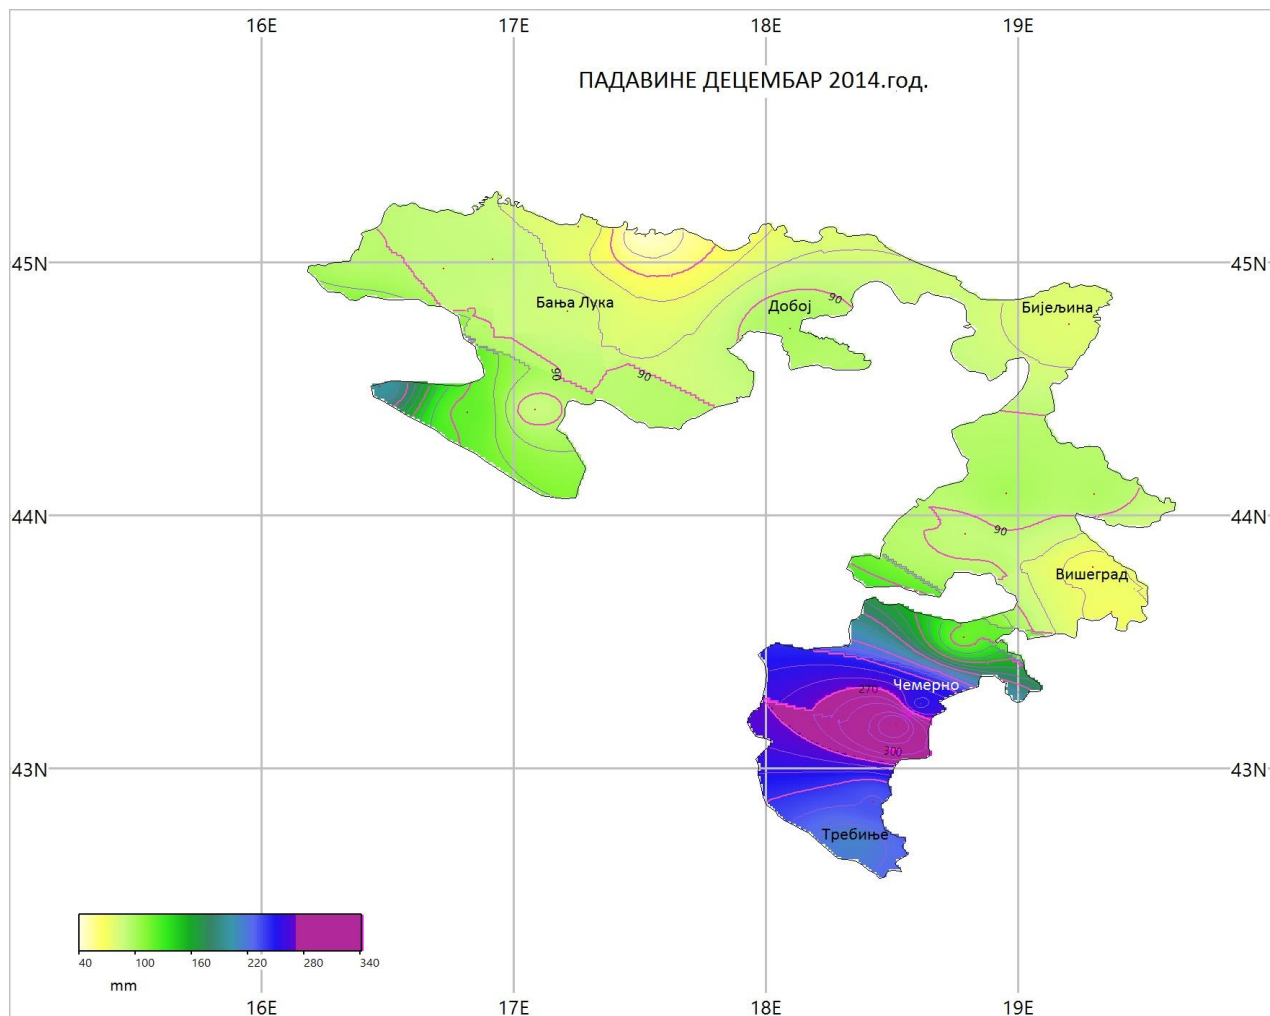 16E 17E 18E 19E
ПАДАВИНЕ ДЕЦЕМБАР 2014.год.
45N 45N
Бања Лука
Добој
90
Бијељина
90
90
44N 44N
90
Вишеград
Чемерно
270
300
43N 43N
Требиње
40 100 160 220 280 340
mm
16E 17E 18E 19E